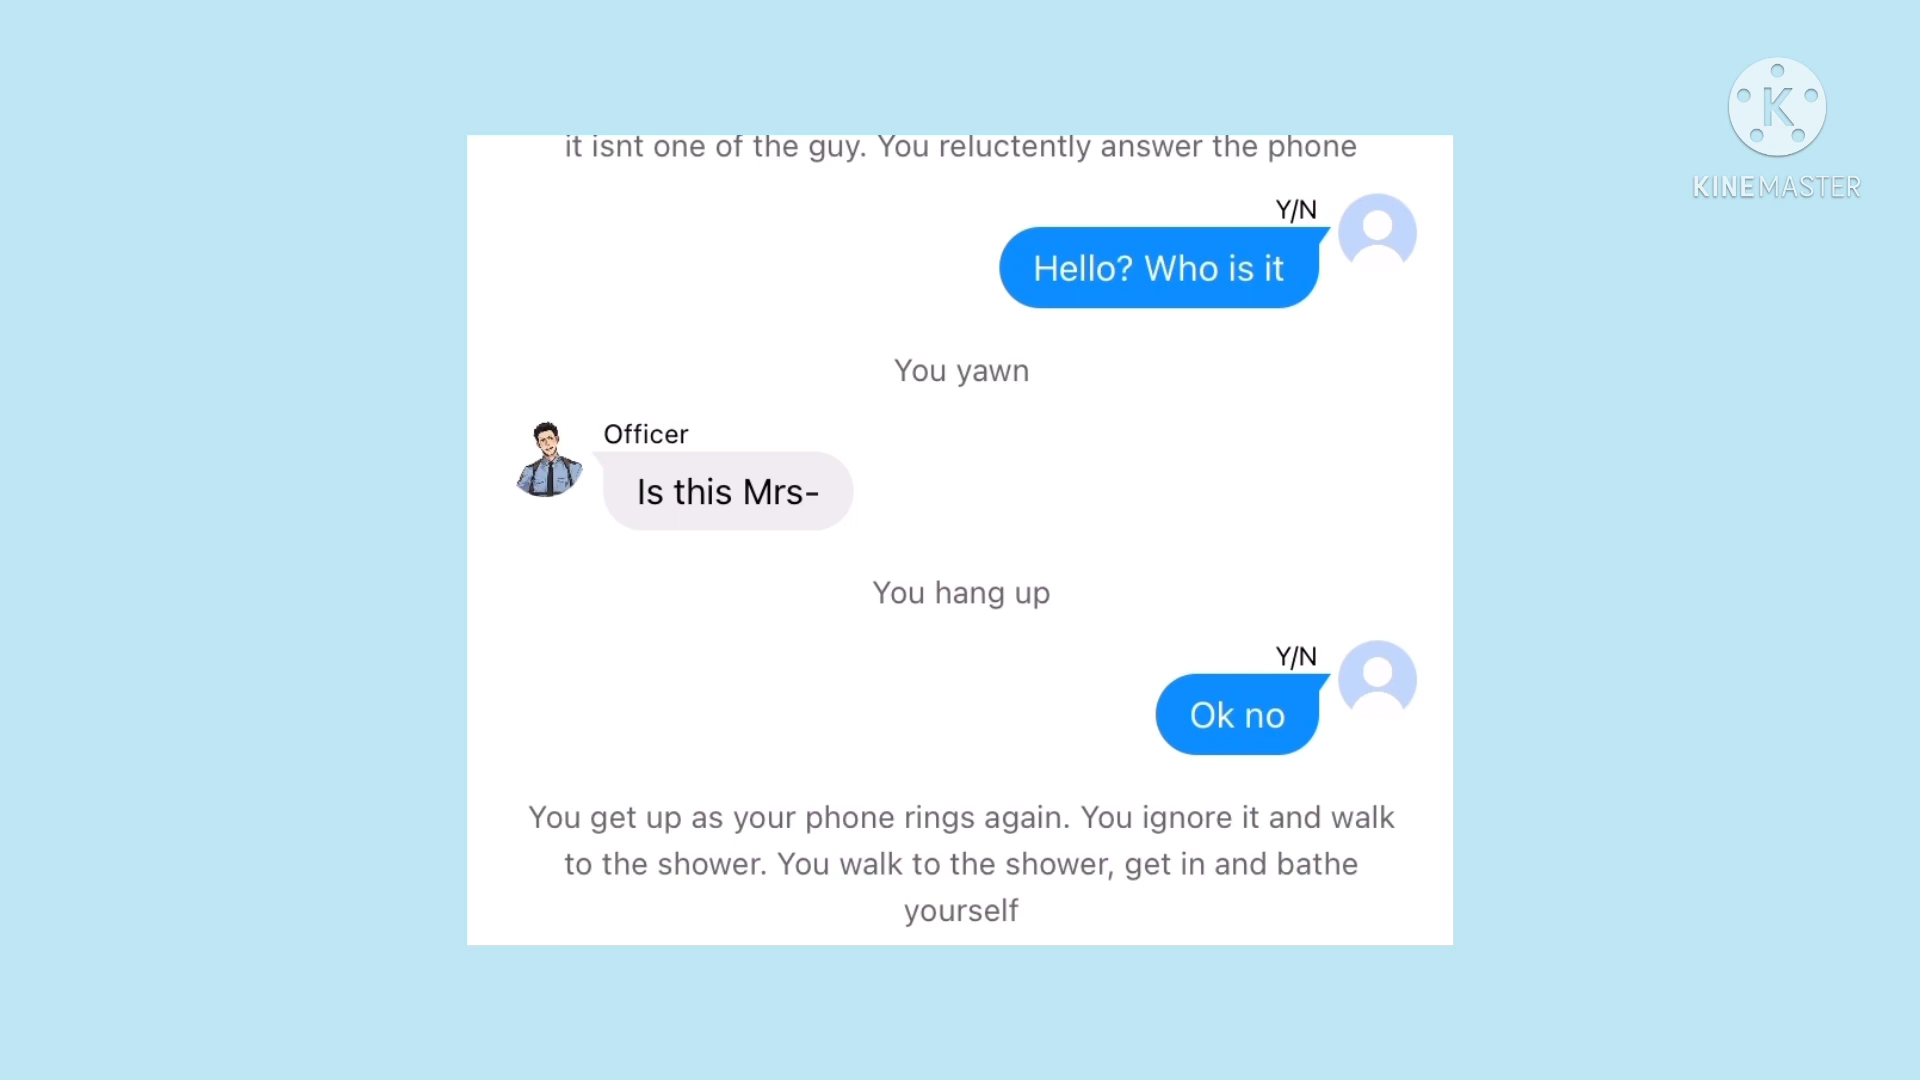 it isnt one of the guy. You reluctently answer the phone
Y/N
Hello? Who is it
You yawn
Officer
Is this Mrs-
You hang up
Y/N
Ok no
You get up as your phone rings again. You ignore it and walk
to the shower. You walk to the shower, get in and bathe
yourself
K
KINEMASTER